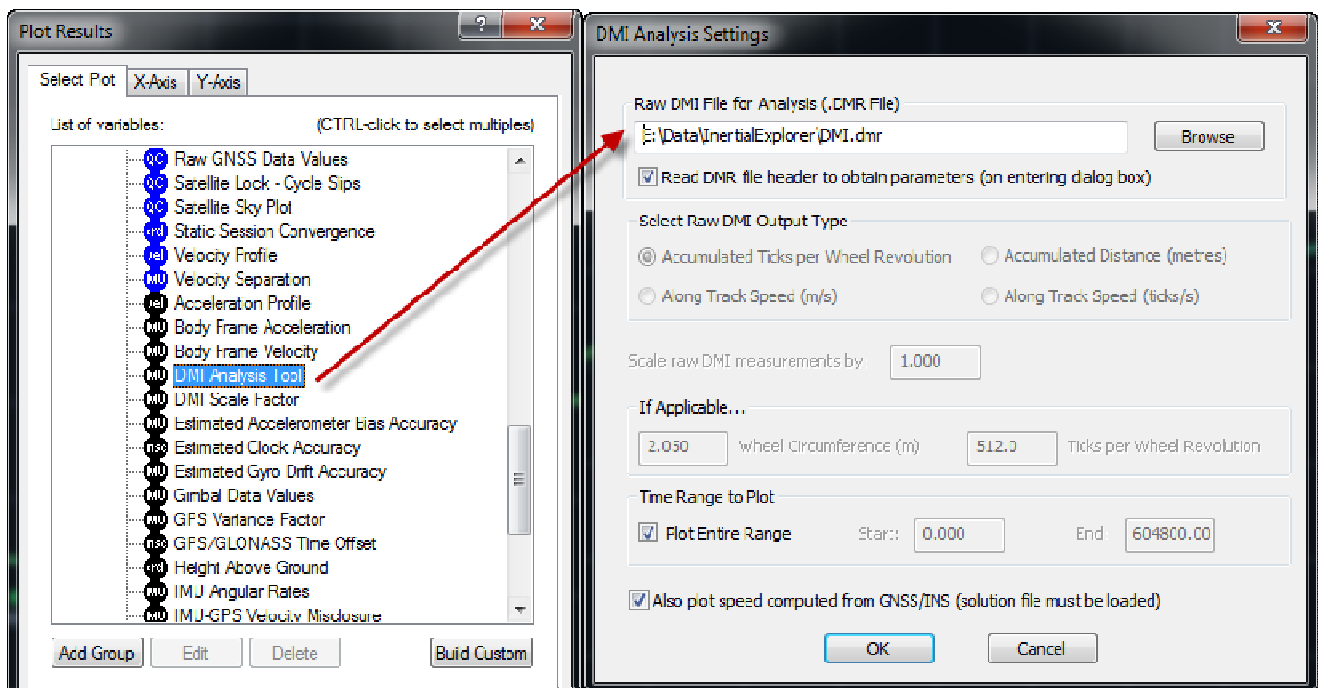 Plot Results
Select Plot
X-Axis
Y-Axis
List of variables:
(CTRL-click to select multiples)
Raw GNSS Data Values
Satellite Lock - Cycle Sips
Satellite Sky Plot
Static Session Convergence
Velocity Profile
Velocity Separation
Acceleration Profile
Body Frame Acceleration
Body Frame Velocity
DMI Analysis Tool
DMI Scale Factor
Estimated Accelerometer Bias Accuracy
Estimated Clock Accuracy
Estimated Gyro Drift Accuracy
Gimbal Data Values
GPS Variance Factor
GPS/GLONASS Time Offset
Height Above Ground
IMU Angular Rates
IMU-GPS Velocity Misclosure
Add Group
Edit
Delete
Build Custom
DMI Analysis Settings
Raw DMI File for Analysis (.DMR File)
E:\Data\InertialExplorer\DMI.dmr
Browse
Read DMR file header to obtain parameters (on entering dialog box)
Select Raw DMI Output Type
Accumulated Ticks per Wheel Revolution
Accumulated Distance (metres)
Along Track Speed (m/s)
Along Track Speed (ticks/s)
Scale raw DMI measurements by
1.000
If Applicable...
Wheel Circumference (m)
512.0
Ticks per Wheel Revolution
Time Range to Plot
Plot Entire Range
Start:
0.000
End
604800.00
Also plot speed computed from GNSS/INS (solution file must be loaded)
OK
Cancel